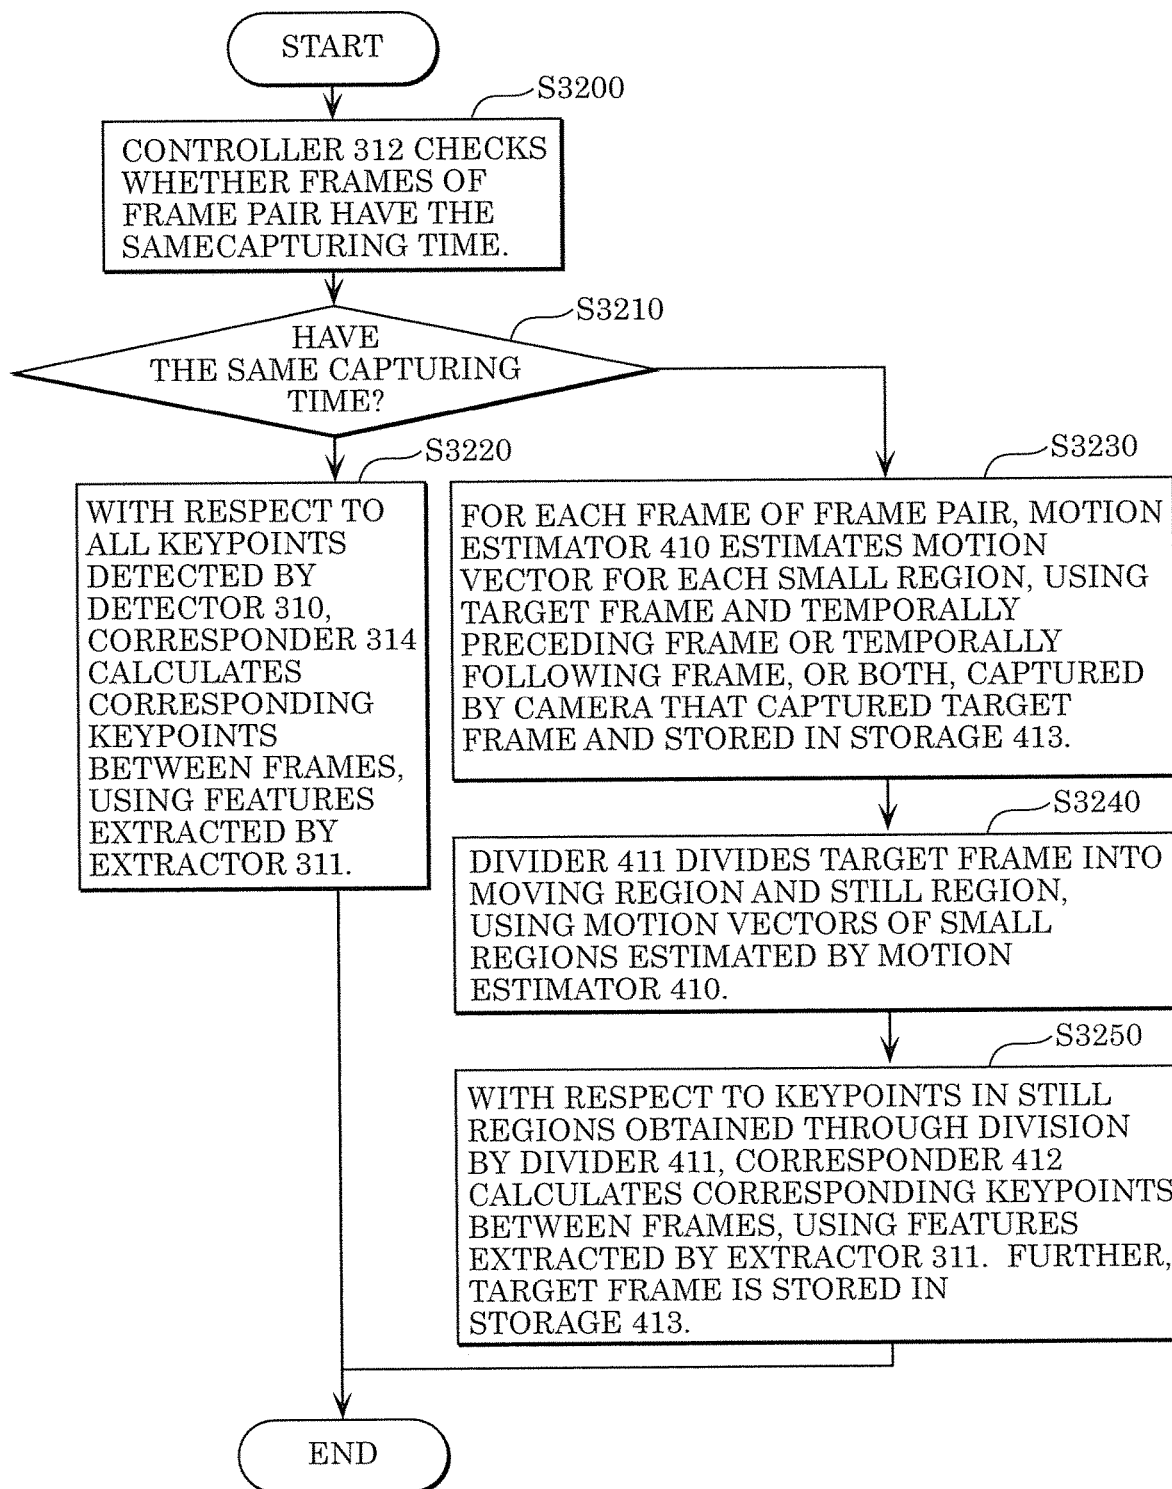 START
S3200
CONTROLLER 312 CHECKS
WHETHER FRAMES OF
FRAME PAIR HAVE THE
SAMECAPTURING TIME.
S3210
HAVE
THE SAME CAPTURING
TIME?
S3220
WITH RESPECT TO
ALL KEYPOINTS
DETECTED BY
DETECTOR 310,
CORRESPONDER 314
CALCULATES
CORRESPONDING
KEYPOINTS
BETWEEN FRAMES,
USING FEATURES
EXTRACTED BY
EXTRACTOR 311.
S3230
FOR EACH FRAME OF FRAME PAIR, MOTION
ESTIMATOR 410 ESTIMATES MOTION
VECTOR FOR EACH SMALL REGION, USING
TARGET FRAME AND TEMPORALLY
PRECEDING FRAME OR TEMPORALLY
FOLLOWING FRAME, OR BOTH, CAPTURED
BY CAMERA THAT CAPTURED TARGET
FRAME AND STORED IN STORAGE 413.
S3240
DIVIDER 411 DIVIDES TARGET FRAME INTO
MOVING REGION AND STILL REGION,
USING MOTION VECTORS OF SMALL
REGIONS ESTIMATED BY MOTION
ESTIMATOR 410.
S3250
WITH RESPECT TO KEYPOINTS IN STILL
REGIONS OBTAINED THROUGH DIVISION
BY DIVIDER 411, CORRESPONDER 412
CALCULATES CORRESPONDING KEYPOINTS
BETWEEN FRAMES, USING FEATURES
EXTRACTED BY EXTRACTOR 311. FURTHER,
TARGET FRAME IS STORED IN
STORAGE 413.
END